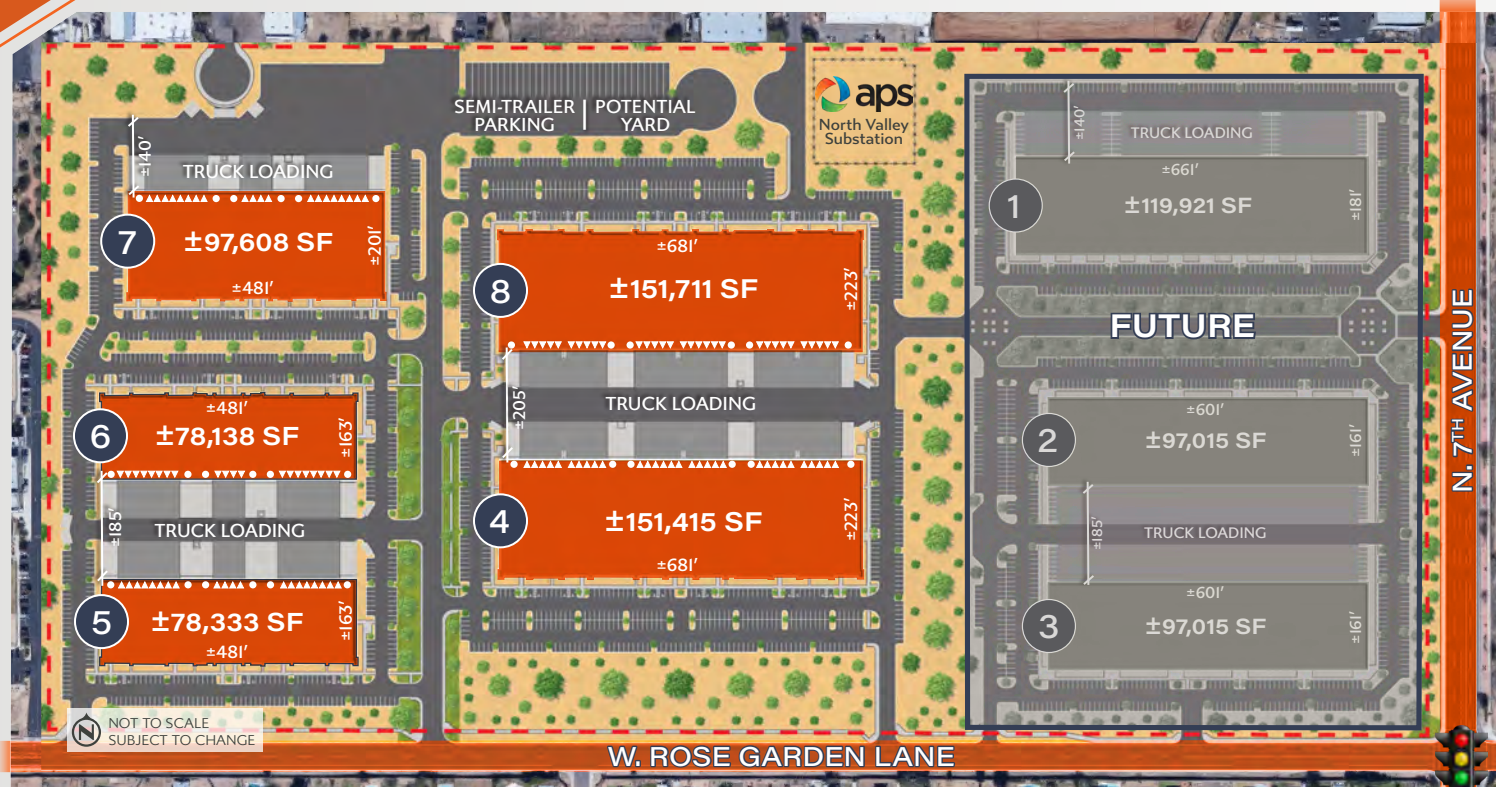 SEMI-TRAILER
PARKING
POTENTIAL
YARD
aps
North Valley
Substation
±140'
TRUCK LOADING
7
±97,608 SF
±201'
±481'
8
±681'
±151,711 SF
±223'
±205'
TRUCK LOADING
4
±151,415 SF
±223'
±681'
6
±481'
±78,138 SF
±163'
±185'
TRUCK LOADING
5
±78,333 SF
±163'
±481'
±140'
TRUCK LOADING
1
±661'
±119,921 SF
±181'
FUTURE
2
±601'
±97,015 SF
±161'
±185'
TRUCK LOADING
3
±601'
±97,015 SF
±161'
N. 7TH AVENUE
N
NOT TO SCALE
SUBJECT TO CHANGE
W. ROSE GARDEN LANE